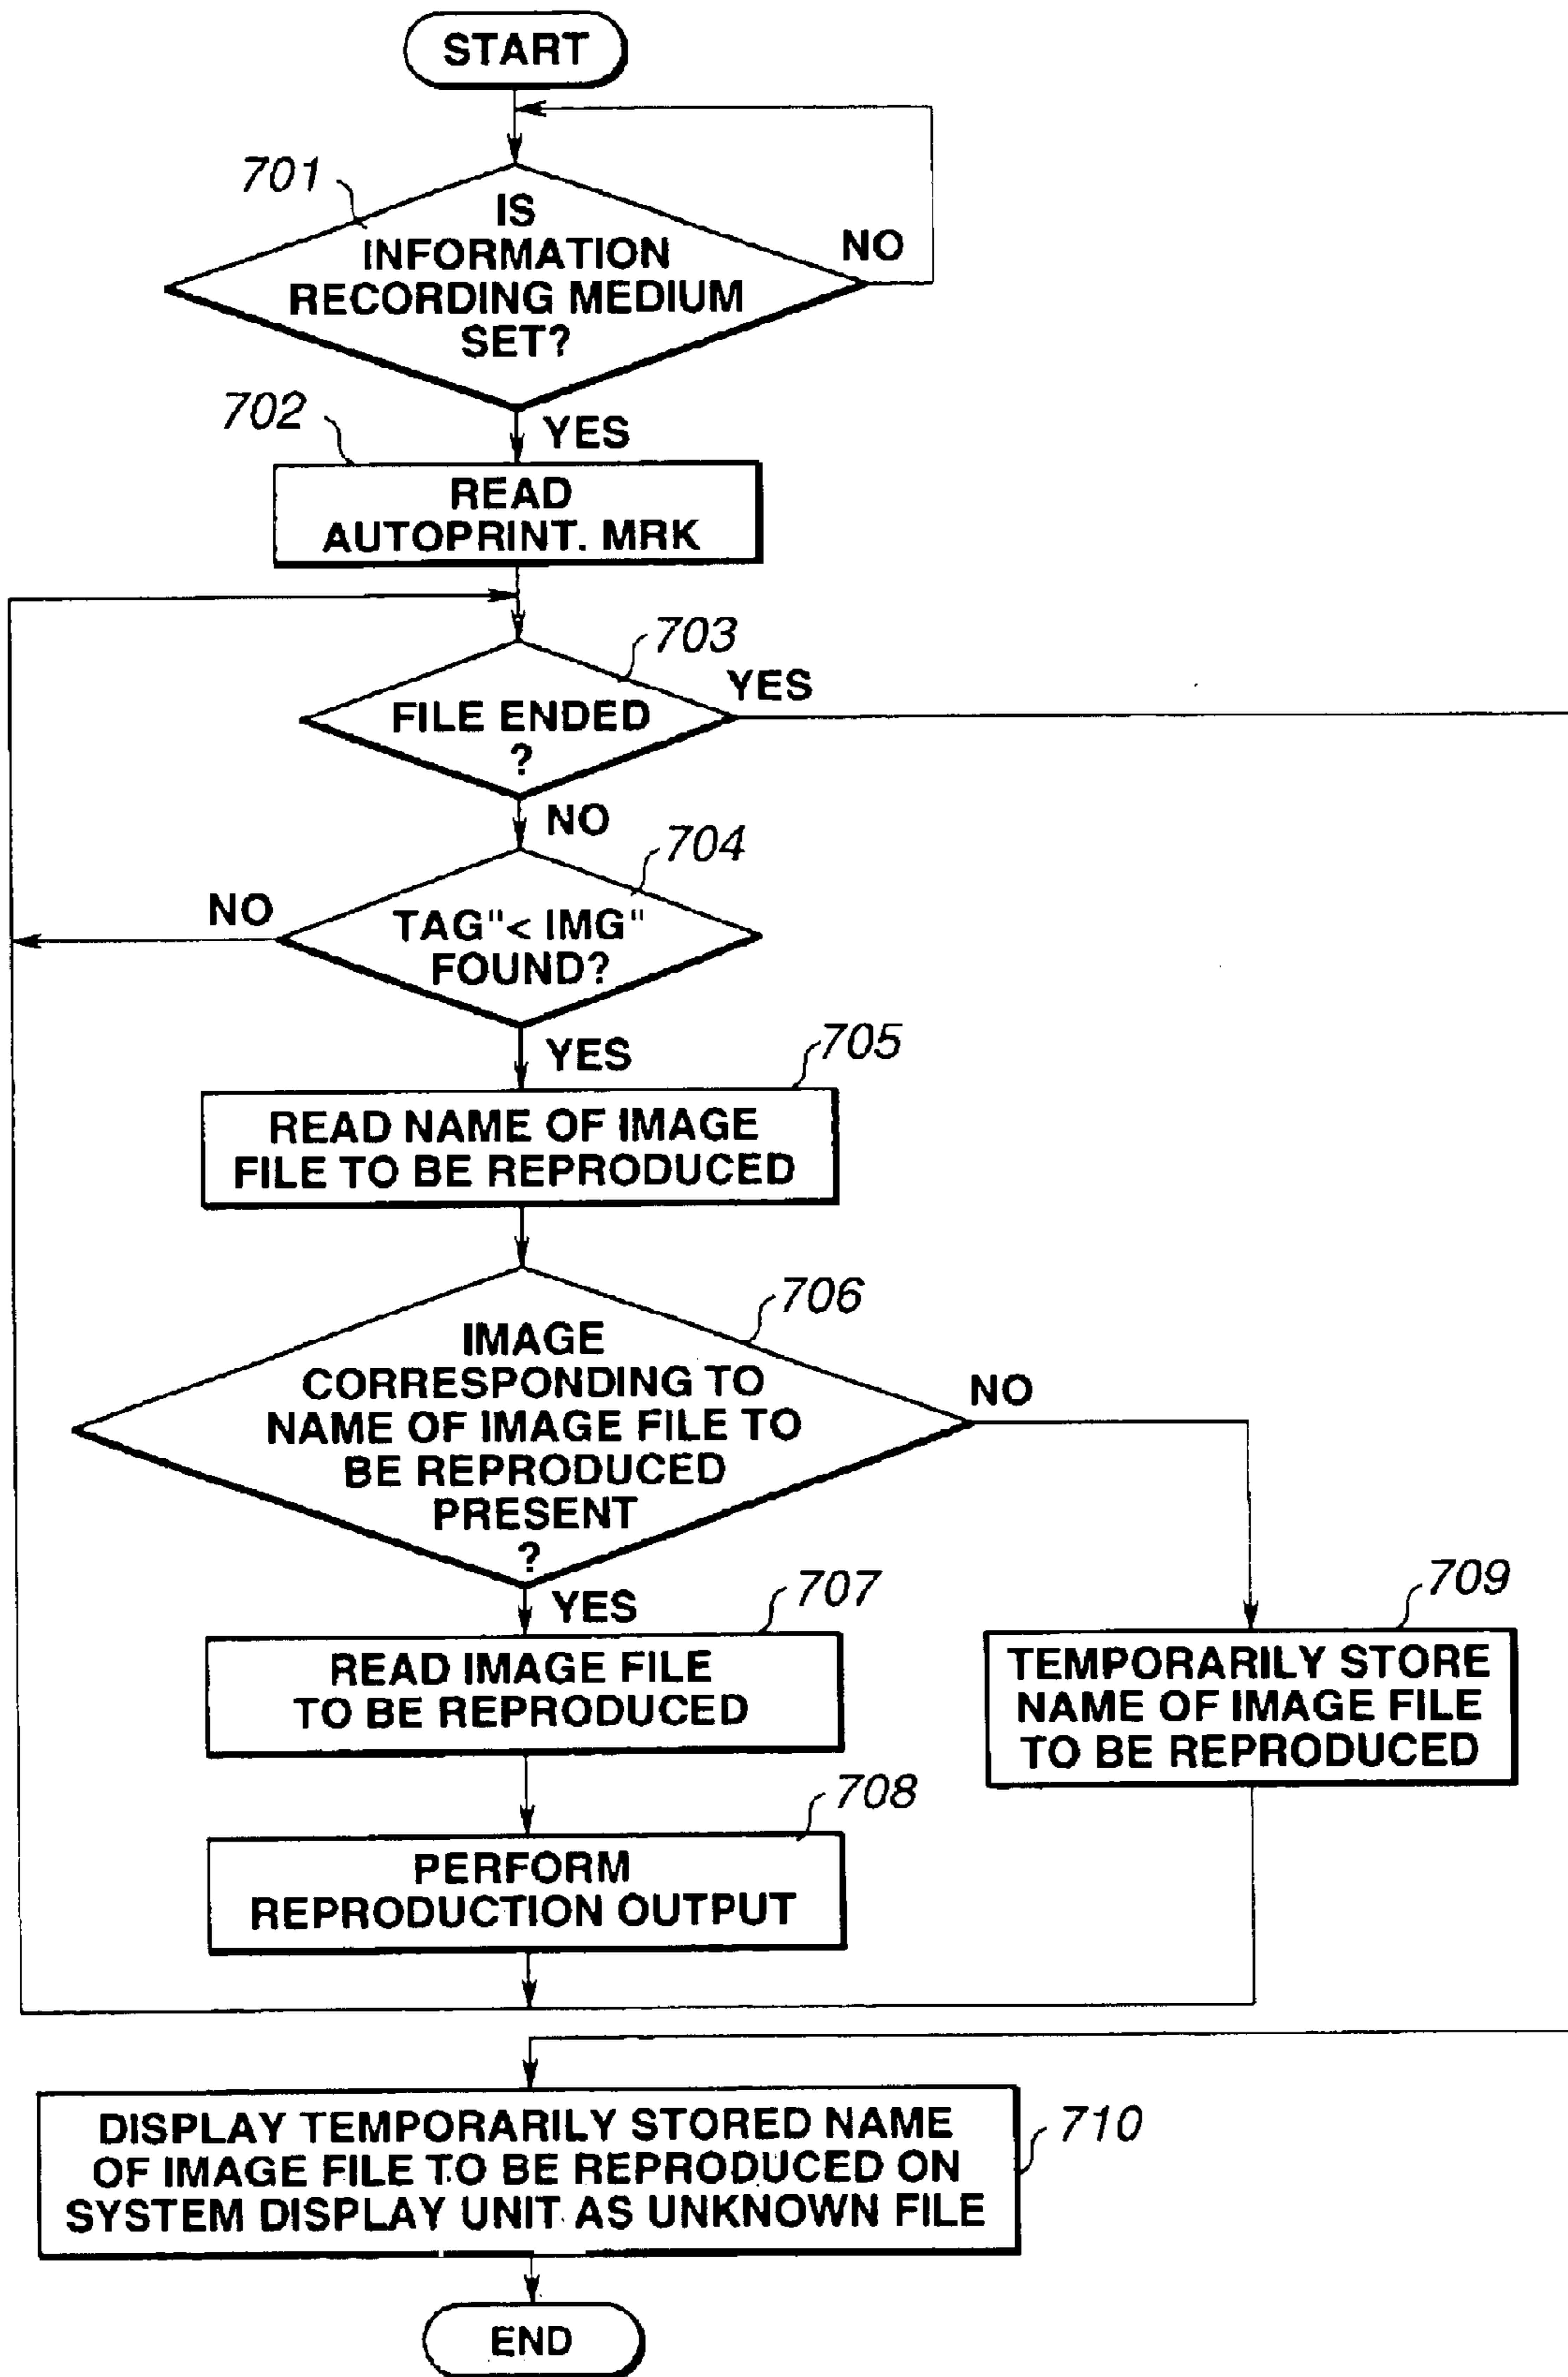 START
701
IS
INFORMATION
RECORDING MEDIUM
SET?
NO
702
YES
READ
AUTOPRINT. MRK
703
YES
FILE ENDED
?
NO
704
NO
TAG"< IMG"
FOUND?
YES
705
READ NAME OF IMAGE
FILE TO BE REPRODUCED
706
IMAGE
CORRESPONDING TO
NAME OF IMAGE FILE TO
BE REPRODUCED
PRESENT
?
NO
YES
707
READ IMAGE FILE
TO BE REPRODUCED
709
TEMPORARILY STORE
NAME OF IMAGE FILE
TO BE REPRODUCED
708
PERFORM
REPRODUCTION OUTPUT
710
DISPLAY TEMPORARILY STORED NAME
OF IMAGE FILE TO BE REPRODUCED ON
SYSTEM DISPLAY UNIT AS UNKNOWN FILE
END